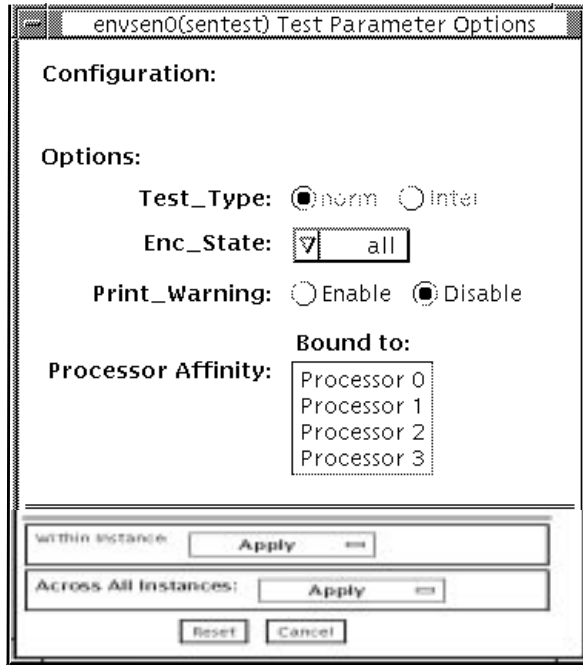 envsen0(sentest) Test Parameter Options
Configuration:
Options:
Test_Type: norm inter
Enc_State: all
Print_Warning: Enable Disable
Bound to:
Processor Affinity:
Processor 0
Processor 1
Processor 2
Processor 3
Within Instance: Apply
Across All Instances: Apply
Reset Cancel